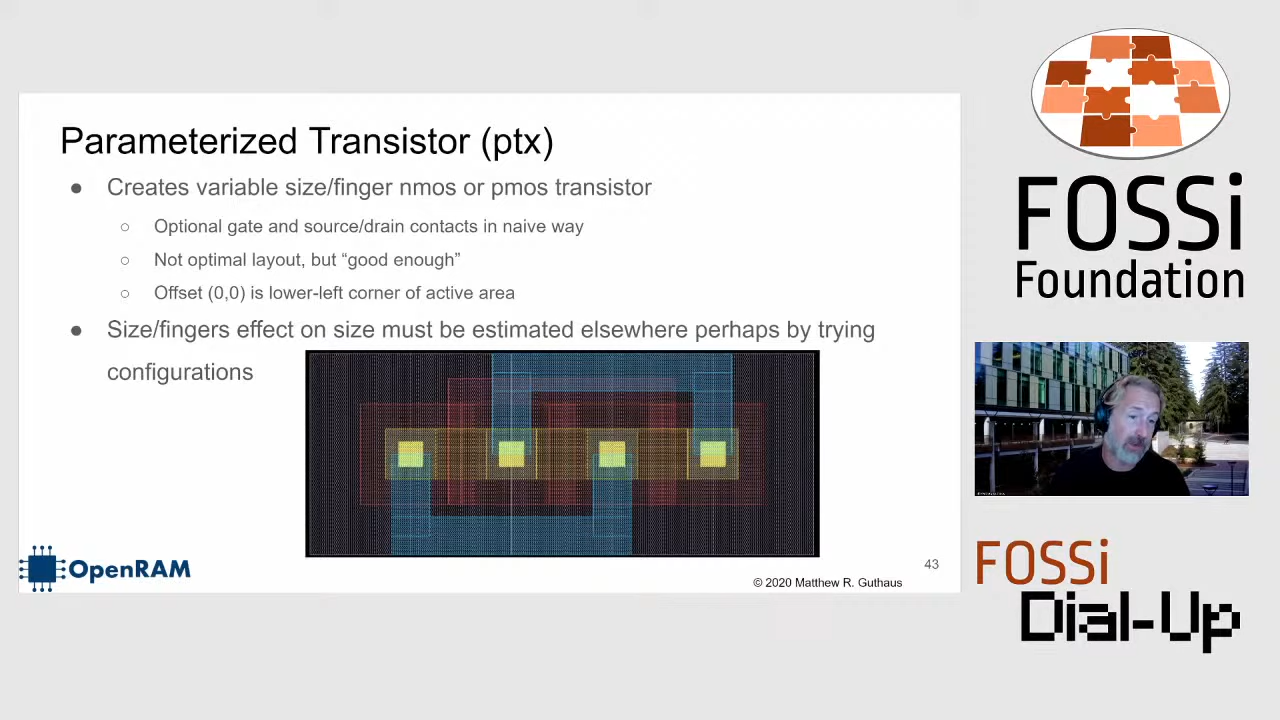 Parameterized Transistor (ptx)
● Creates variable size/finger nmos or pmos transistor
○ Optional gate and source/drain contacts in naive way
○ Not optimal layout, but “good enough”
○ Offset (0,0) is lower-left corner of active area
● Size/fingers effect on size must be estimated elsewhere perhaps by trying
configurations
OpenRAM
43
© 2020 Matthew R. Guthaus
FOSSi
Foundation
FOSSi
Dial-Up